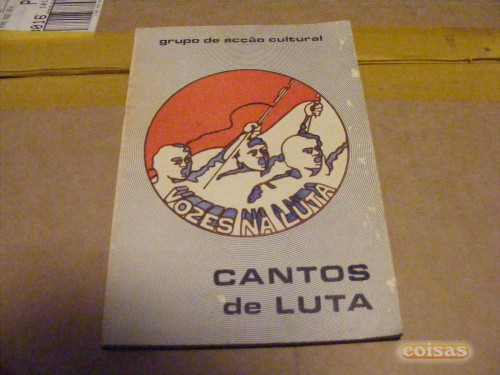 grupo de acção cultural
VOZES NA LUTA
CANTOS
de LUTA
coisas